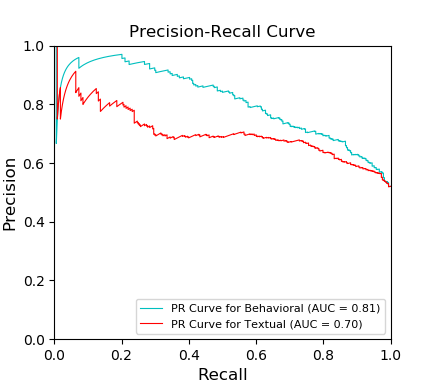 Precision-Recall Curve
1.0
0.8
0.6
0.4
0.2
0.0
Precision
PR Curve for Behavioral (AUC = 0.81)
PR Curve for Textual (AUC = 0.70)
0.0 0.2 0.4 0.6 0.8 1.0
Recall